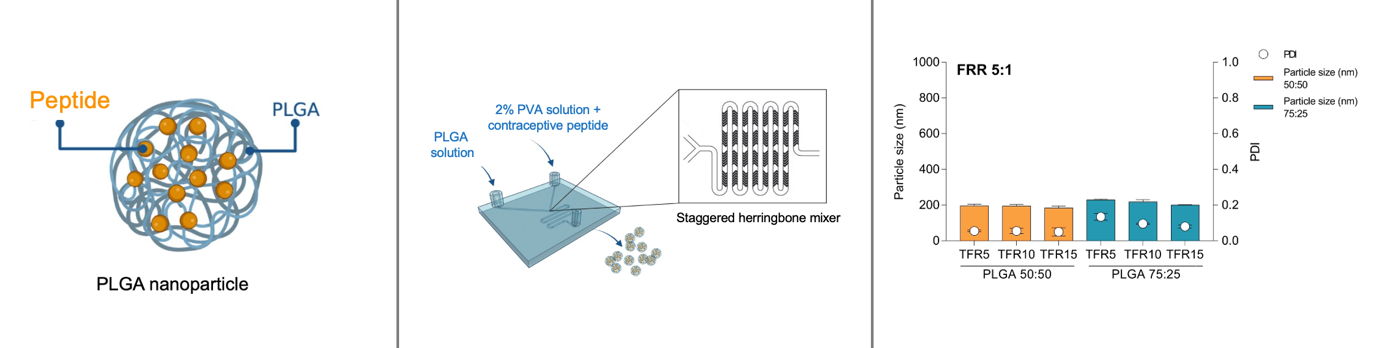 Peptide
PLGA
PLGA nanoparticle
2% PVA solution +
contraceptive peptide
PLGA
solution
Staggered herringbone mixer
FRR 5:1
1000
800
600
400
200
0
Particle size (nm)
1.0
0.8
0.6
0.4
0.2
0.0
PDI
TFR5 TFR10 TFR15 TFR5 TFR10 TFR15
PLGA 50:50 PLGA 75:25
PDI
Particle size (nm)
50:50
Particle size (nm)
75:25